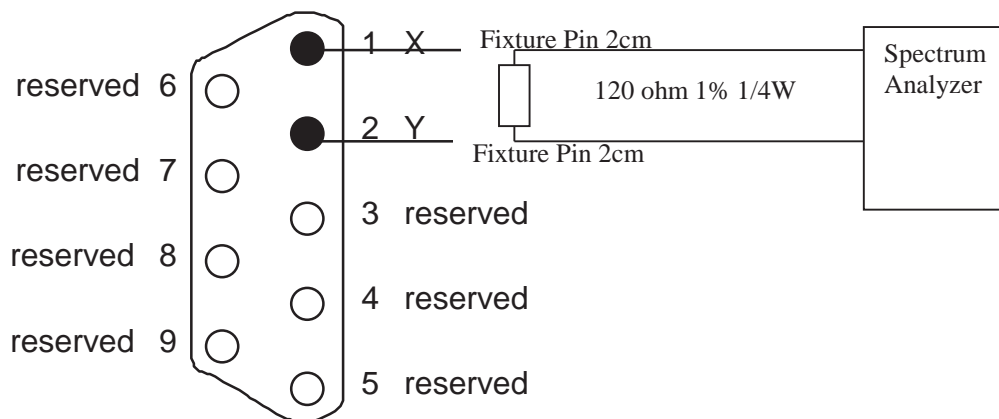 1 X
Fixture Pin 2cm
Spectrum
Analyzer
reserved 6
120 ohm 1% 1/4W
2 Y
Fixture Pin 2cm
reserved 7
3 reserved
reserved 8
4 reserved
reserved 9
5 reserved